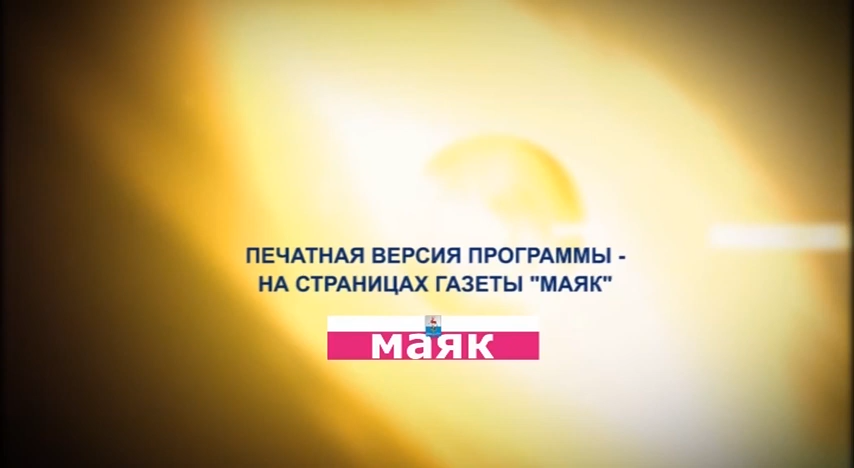 ПЕЧАТНАЯ ВЕРСИЯ ПРОГРАММЫ -
НА СТРАНИЦАХ ГАЗЕТЫ "МАЯК"
маяк